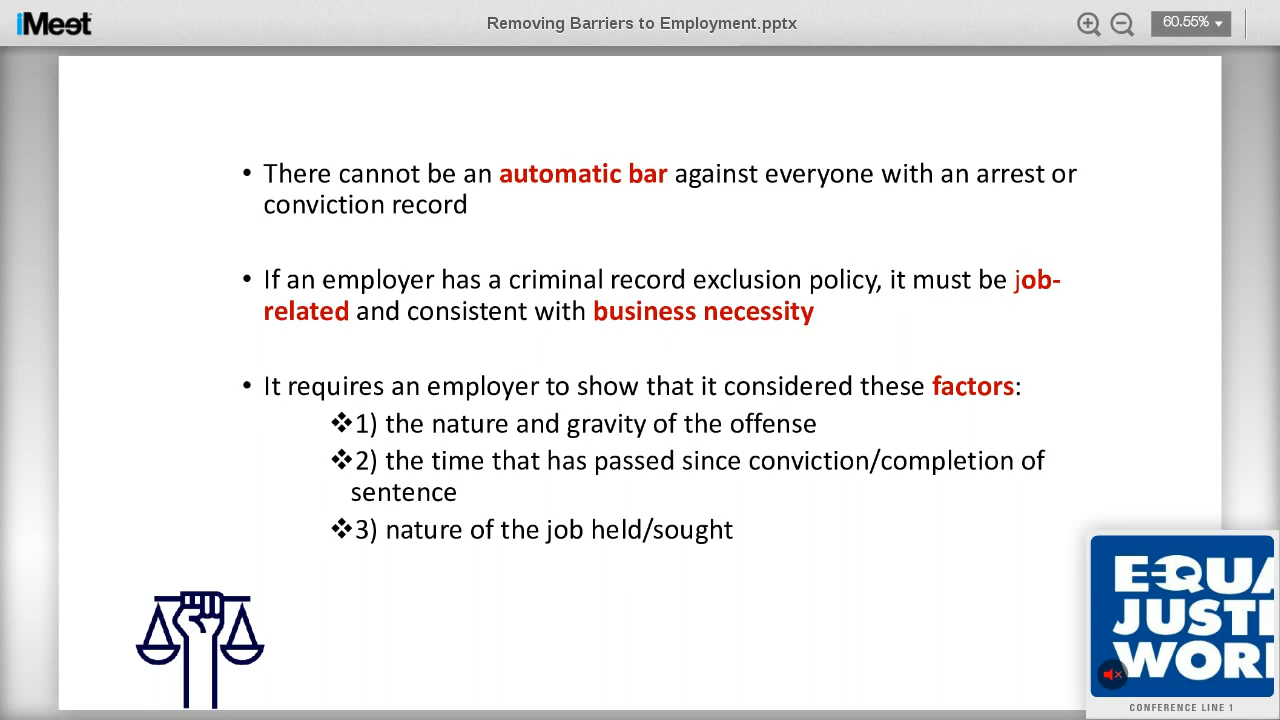 iMeet
Removing Barriers to Employment.pptx
60.55%
• There cannot be an automatic bar against everyone with an arrest or
conviction record
• If an employer has a criminal record exclusion policy, it must be job-
related and consistent with business necessity
• It requires an employer to show that it considered these factors:
❖1) the nature and gravity of the offense
❖2) the time that has passed since conviction/completion of
sentence
❖3) nature of the job held/sought
EQUA
JUSTI
WOR
CONFERENCE LINE 1